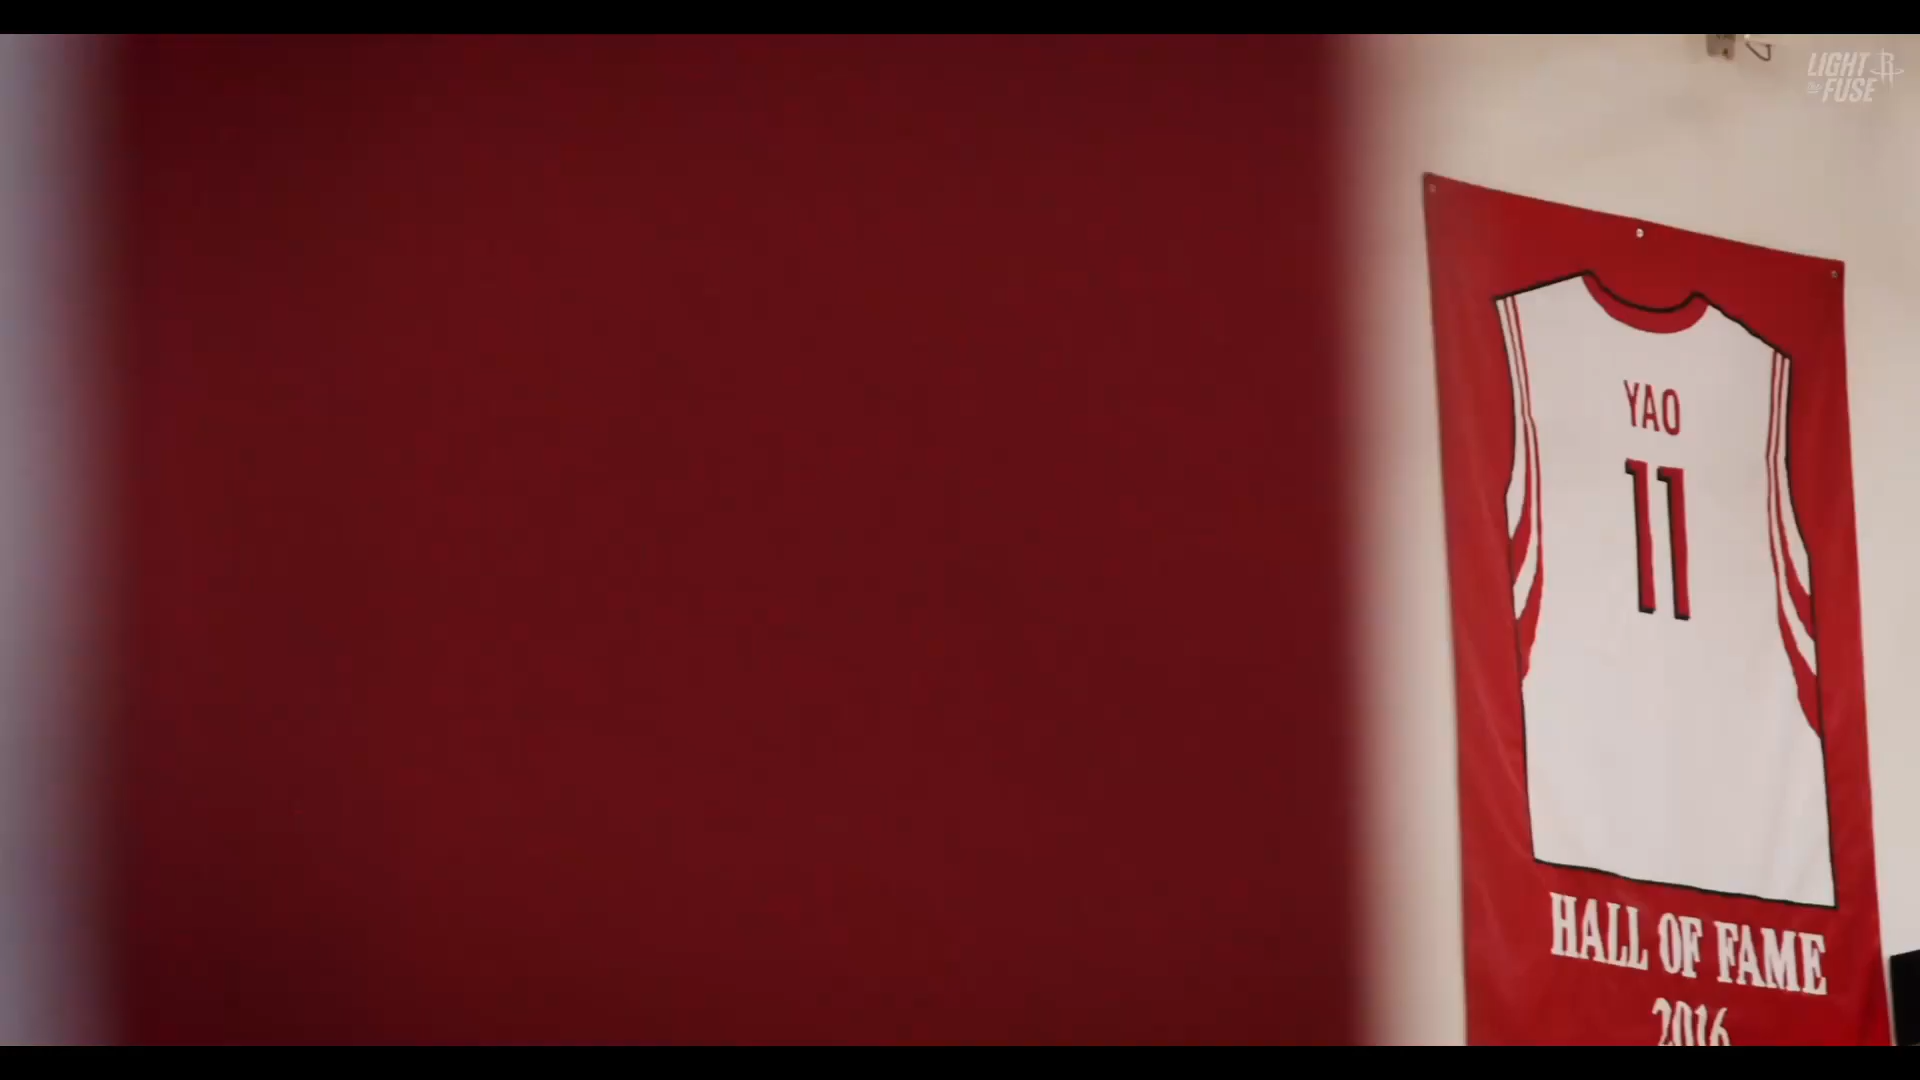 LIGHT
the FUSE
YAO
11
HALL OF FAME
2016